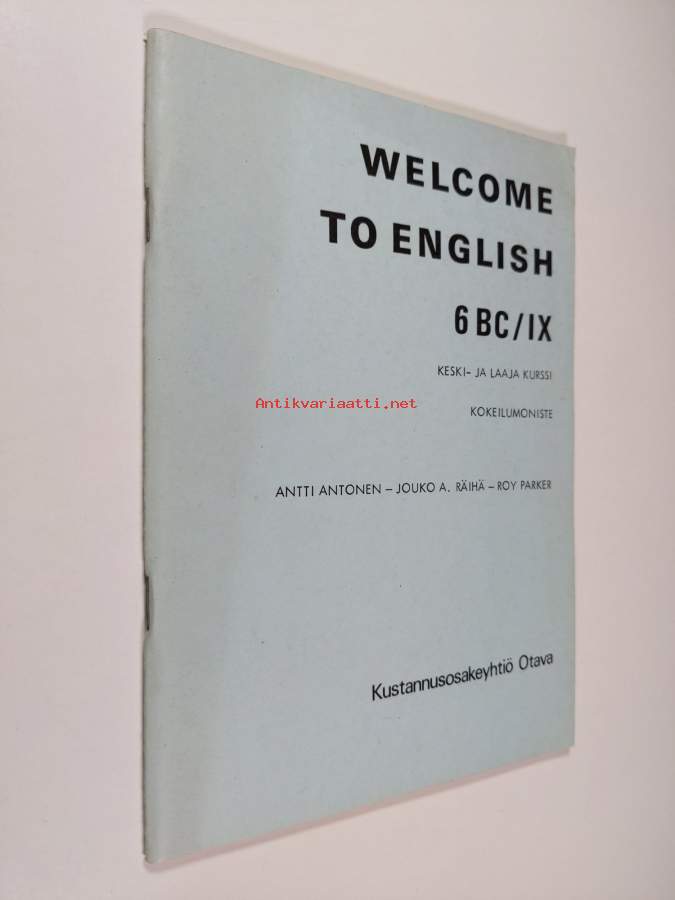 WELCOME
TO ENGLISH
6 BC/IX
KESKI- JA LAAJA KURSSI
Antikvariaatti.net
KOKEILUMONISTE
ANTTI ANTONEN – JOUKO A. RÄIHÄ – ROY PARKER
Kustannusosakeyhtiö Otava